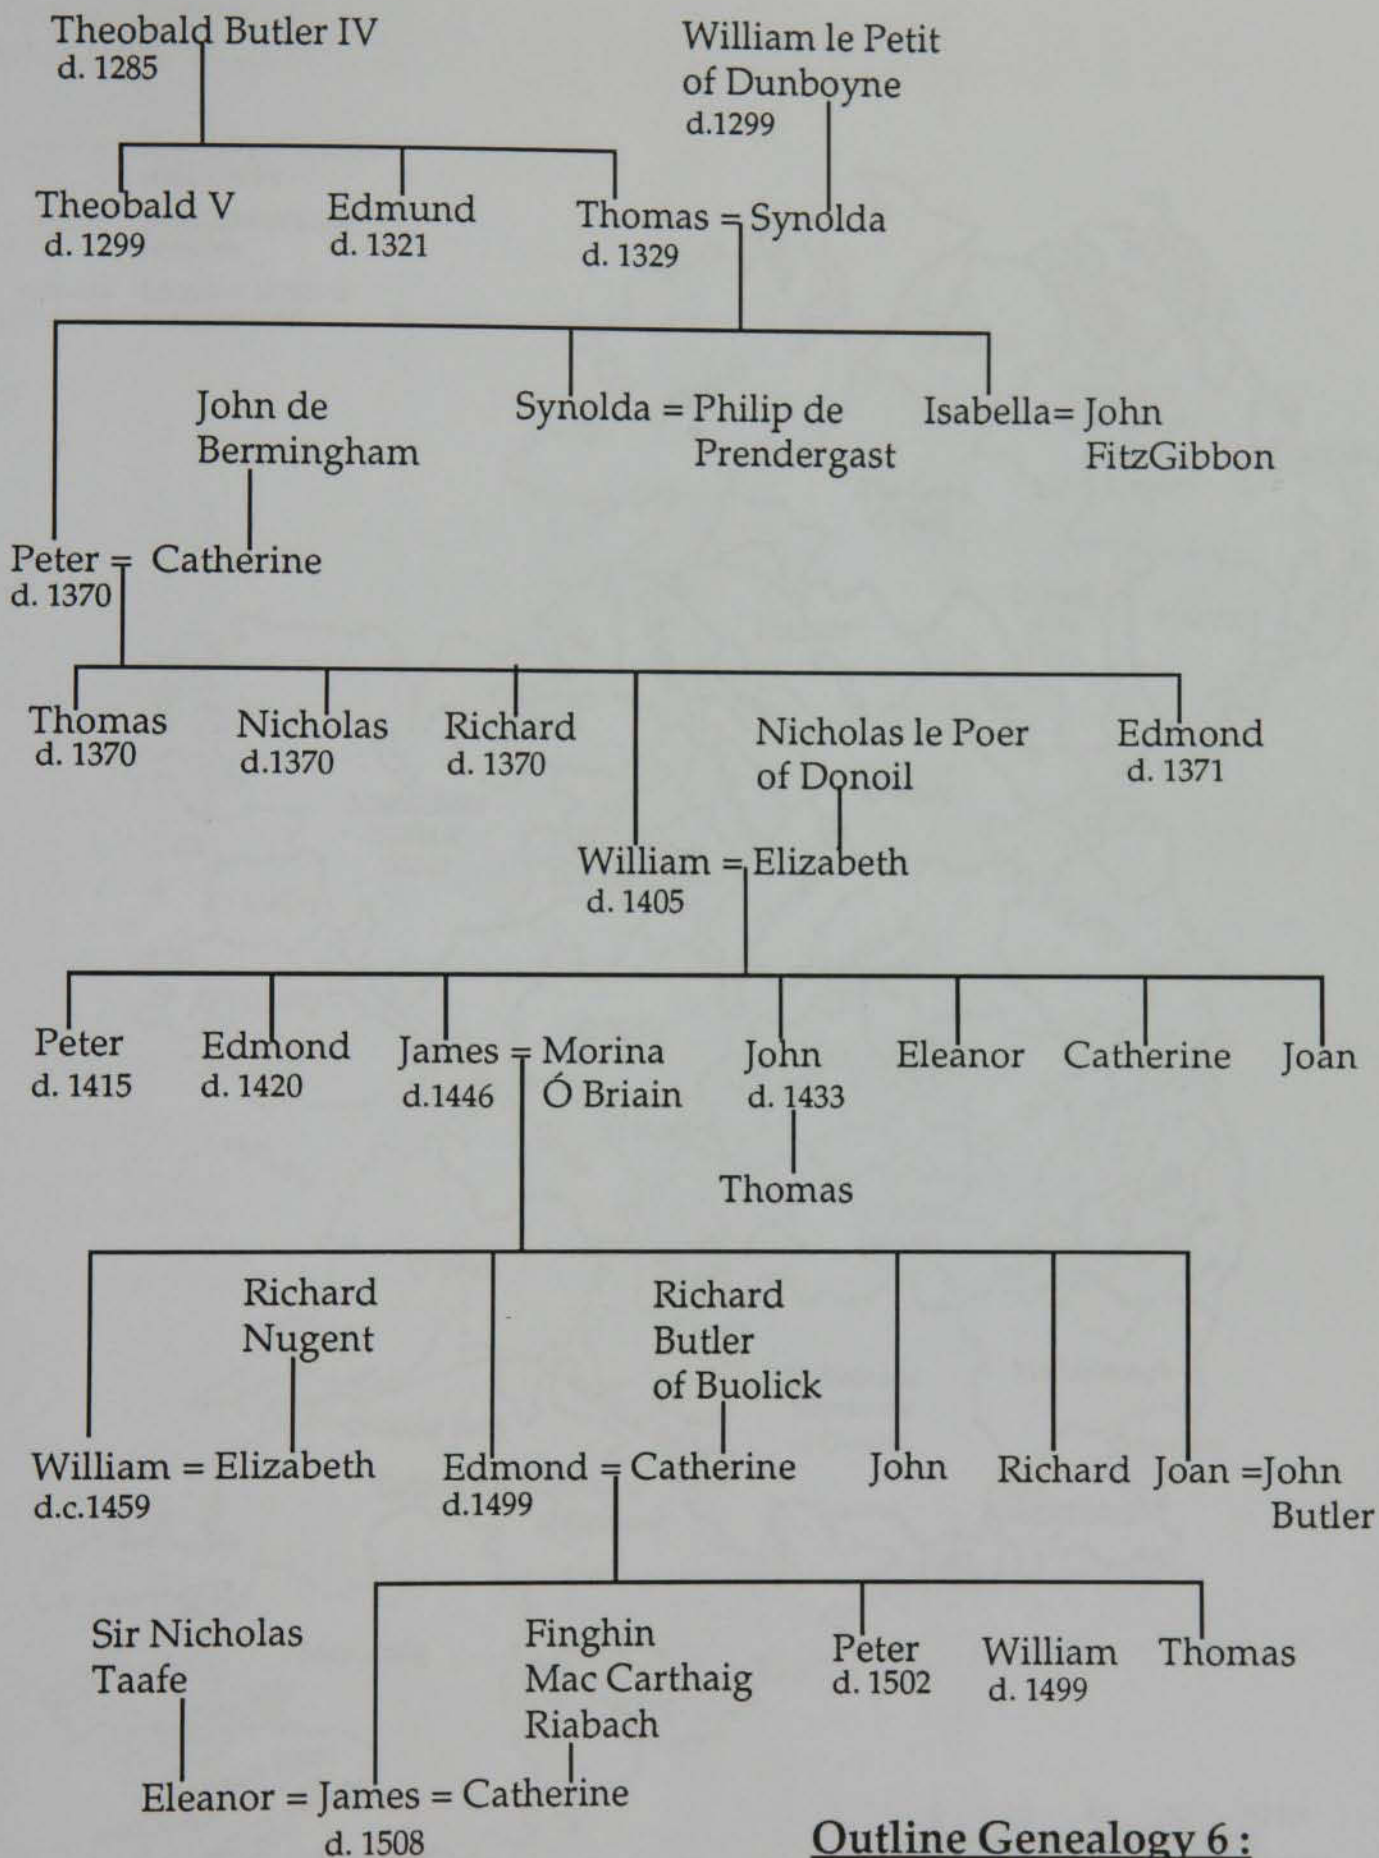 Theobald Butler IV
d. 1285
William le Petit
of Dunboyne
d.1299
Theobald V
d. 1299
Edmund
d. 1321
Thomas = Synolda
d. 1329
John de
Bermingham
Synolda = Philip de
Prendergast
Isabella= John
FitzGibbon
Peter = Catherine
d. 1370
Thomas
d. 1370
Nicholas
d.1370
Richard
d. 1370
Nicholas le Poer
of Donoil
Edmond
d. 1371
William = Elizabeth
d. 1405
Peter
d. 1415
Edmond
d. 1420
James = Morina
d.1446 Ó Briain
John
d. 1433
Eleanor
Catherine
Joan
Thomas
Richard
Nugent
Richard
Butler
of Buolick
William = Elizabeth
d.c.1459
Edmond = Catherine
d.1499
John
Richard
Joan =John
Butler
Sir Nicholas
Taafe
Finghin
Mac Carthaig
Riabach
Peter
d. 1502
William
d. 1499
Thomas
Eleanor = James = Catherine
d. 1508
Outline Genealogy 6 :